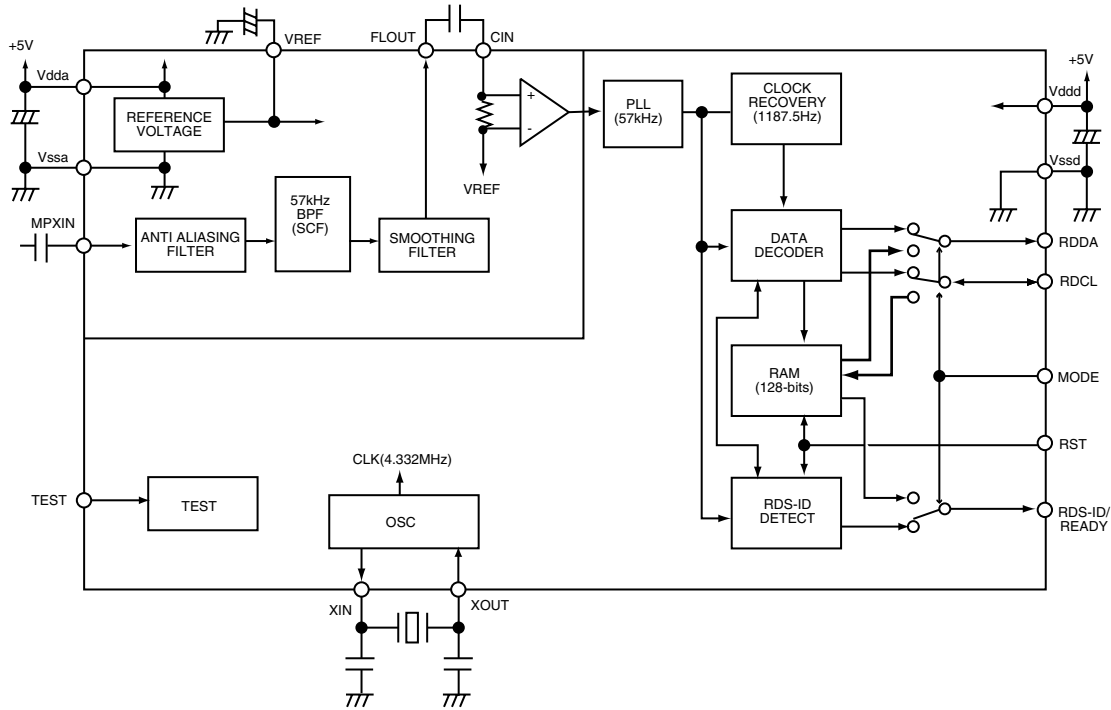 +5V
VREF
FLOUT
CIN
+5V
Vdda
REFERENCE
VOLTAGE
+
-
PLL
(57kHz)
CLOCK
RECOVERY
(1187.5Hz)
Vddd
Vssa
VREF
Vssd
MPXIN
ANTI ALIASING
FILTER
57kHz
BPF
(SCF)
SMOOTHING
FILTER
DATA
DECODER
RDDA
RDCL
RAM
(128-bits)
MODE
RST
CLK(4.332MHz)
TEST
TEST
OSC
RDS-ID
DETECT
RDS-ID/
READY
XIN
XOUT